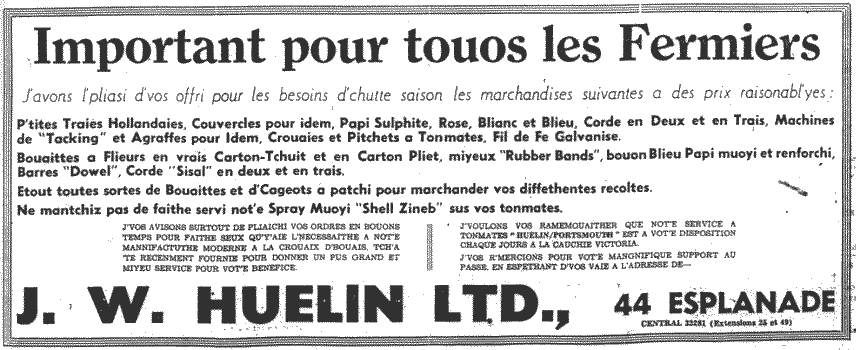 Important pour touos les Fermiers
J'avons l'pliasi d'vos offri pour les besoins d'chutte saison les marchandises suivantes a des prix raisonabl'yes:
P'tites Traies Hollandaies, Couvercles pour idem, Papi Sulphite, Rose, Blianc et Blieu, Corde en Deux et en Trais, Machines
de "Tacking" et Agraffes pour Idem, Crouaies et Pitchets a Tonmates, Fil de Fe Galvanise.
Bouaittes a Flieurs en vrais Carton-Tchuit et en Carton Pliet, miyeux "Rubber Bands", bouon Blieu Papi muoyi et renforchi,
Barres "Dowel", Corde "Sisal" en deux et en trais.
Etout toutes sortes de Bouaittes et d'Cageots a patchi pour marchander vos diffethentes recoltes.
Ne mantchiz pas de faithe servi not'e Spray Muoyi "Shell Zineb" sus vos tonmates.
J'VOS AVISONS SURTOUT DE PLIAICHI VOS ORDRES EN BOUONS
TEMPS POUR FAITHE SEUX QU'Y'AIE L'NECESSAITHE A NOT'E
MANNIFACTUTHE MODERNE A LA CROUAIX D'BOUAIS, TCH'A
'TE RECENMENT FOURNIE POUR DONNER UN PUS GRAND ET
MIYEU SERVICE POUR VOT'E BENEFICE.
J'VOULONS VOS RAMEMOUAITHER QUE NOT'E SERVICE A
TONMATES "HUELIN/PORTSMOUTH" EST A VOT'E DISPOSITION
CHAQUE JOURS A LA CAUCHIE VICTORIA.
J'VOS R'MERCIONS POUR VOT'E MANGNIFIQUE SUPPORT AU
PASSE, EN ESPETHANT D'VOS VAIE A L'ADRESSE DE—
J. W. HUELIN LTD., 44 ESPLANADE
CENTRAL 33281 (Extensions 25 et 49)